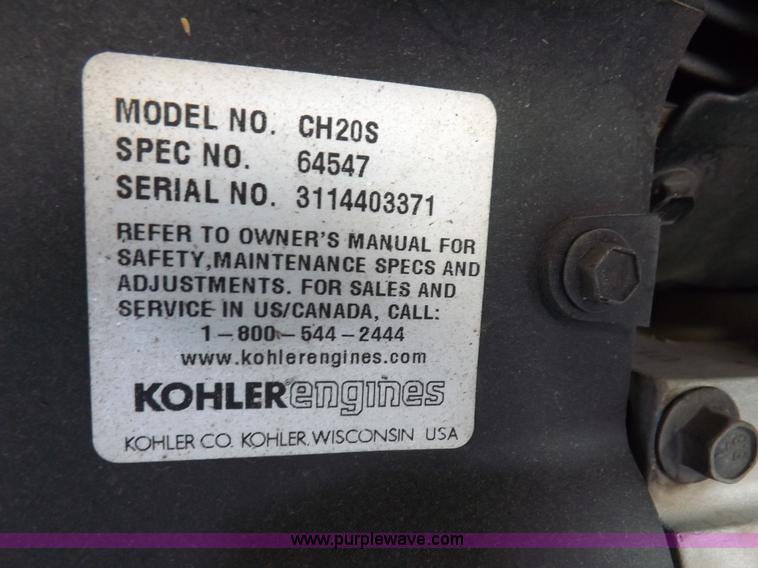 MODEL NO. CH20S
SPEC NO. 64547
SERIAL NO. 3114403371
REFER TO OWNER'S MANUAL FOR
SAFETY,MAINTENANCE SPECS AND
ADJUSTMENTS. FOR SALES AND
SERVICE IN US/CANADA, CALL:
1-800-544-2444
www.kohlerengines.com
KOHLERengines
KOHLER CO. KOHLER, WISCONSIN USA
www.purplewave.com